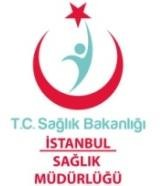 T.C. Sağlık Bakanlığı
İSTANBUL
SAĞLIK
MÜDÜRLÜĞÜ